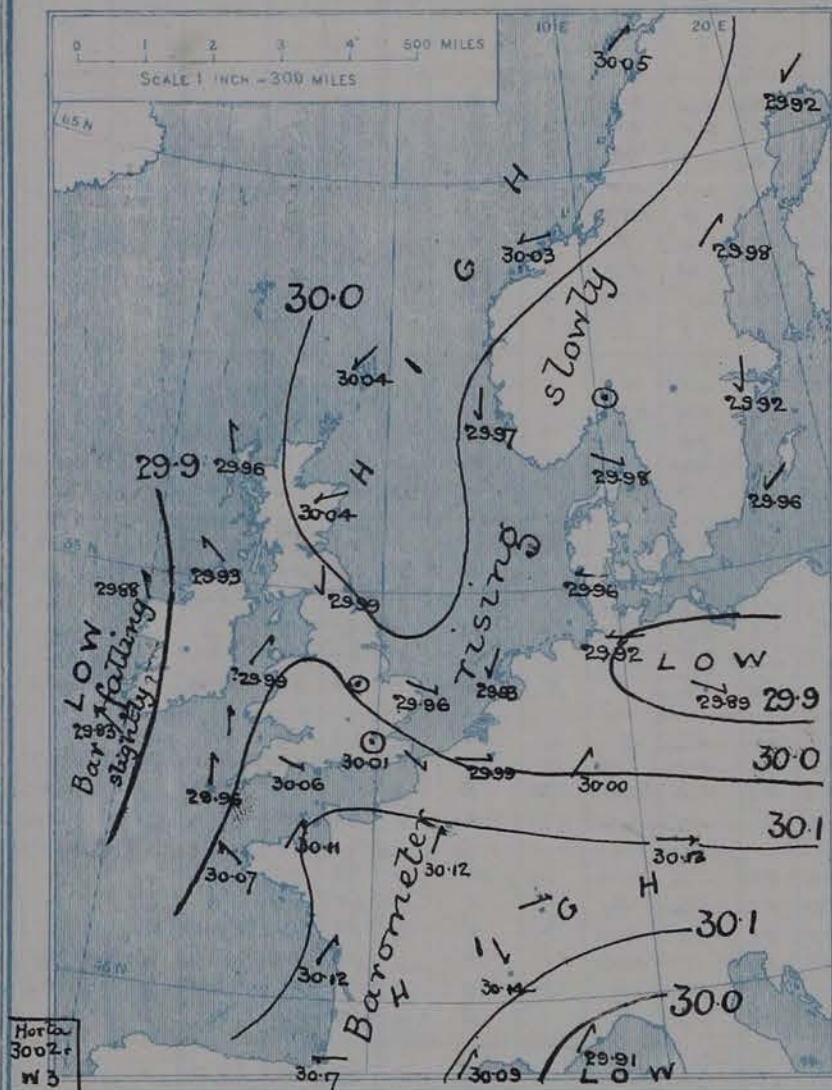 0 1 2 3 4 500 MILES
SCALE 1 INCH = 300 MILES
10 E
20 E
30·05
29·92
65 N
H
30·03
29·98
G
30·0
slowly
30·04
29·92
29·97
29·9
29·96
H
29·98
29·96
30·04
rising
55 N
29·93
29·88
29·99
29·96
LOW
Bar. falling
slightly
29·92
LOW
29·99
29·96
29·89
29·9
29·83
30·01
30·0
30·06
29·99
30·00
29·96
30·1
30·11
Barometer
30·07
30·12
H
G
30·1
30·12
H
30·14
30·0
Horta
W 3
29·91
30·17
30·09
LOW